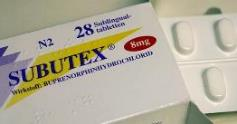 N2 28 Sublingual-
tabletten
SUBUTEX® 8mg
Wirkstoff: BUPRENORPHINHYDROCHLORID